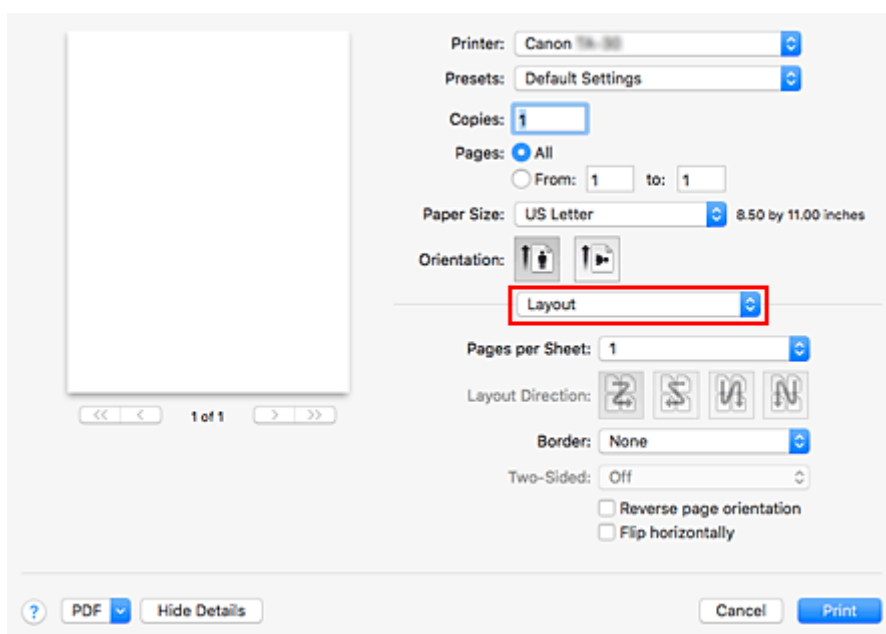 Printer: Canon
Presets: Default Settings
Copies: 1
Pages: All
From: 1 to: 1
Paper Size: US Letter 8.50 by 11.00 inches
Orientation:
Layout
Pages per Sheet: 1
Layout Direction:
1 of 1
Border: None
Two-Sided: Off
Reverse page orientation
Flip horizontally
? PDF Hide Details Cancel Print